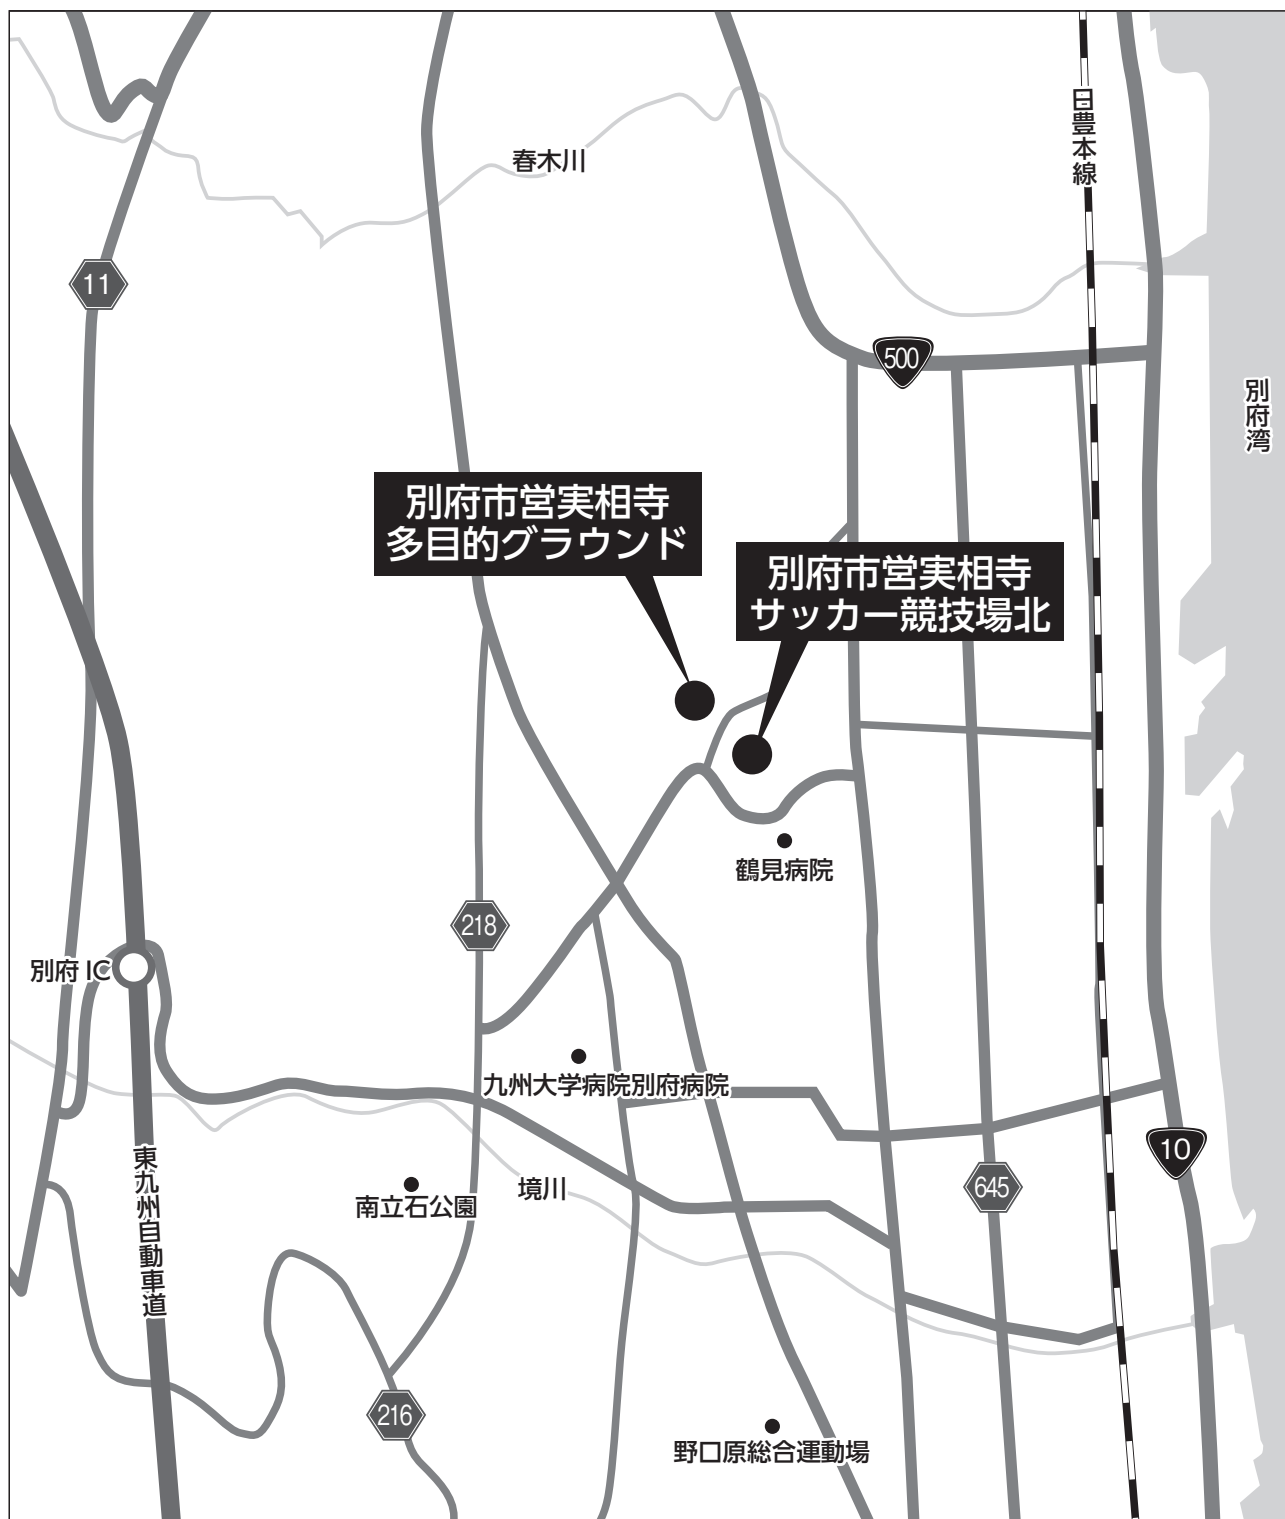 日豊本線
春木川
11
500
別府湾
別府市営実相寺
多目的グラウンド
別府市営実相寺
サッカー競技場北
鶴見病院
218
別府 IC
九州大学病院別府病院
10
東九州自動車道
南立石公園
境川
645
216
野口原総合運動場